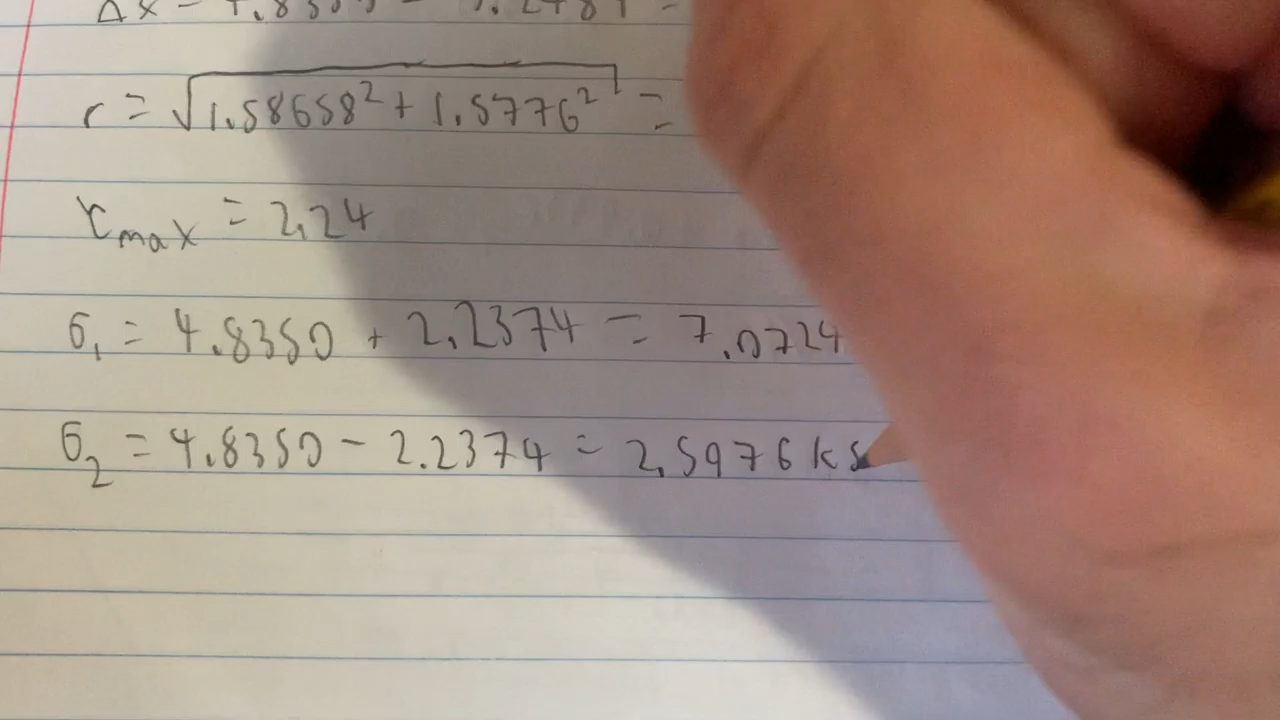 r = √1.58658² + 1.5776² =
τmax = 2.24
σ₁ = 4.8350 + 2.2374 = 7.0724
σ₂ = 4.8350 - 2.2374 = 2.5976 ks